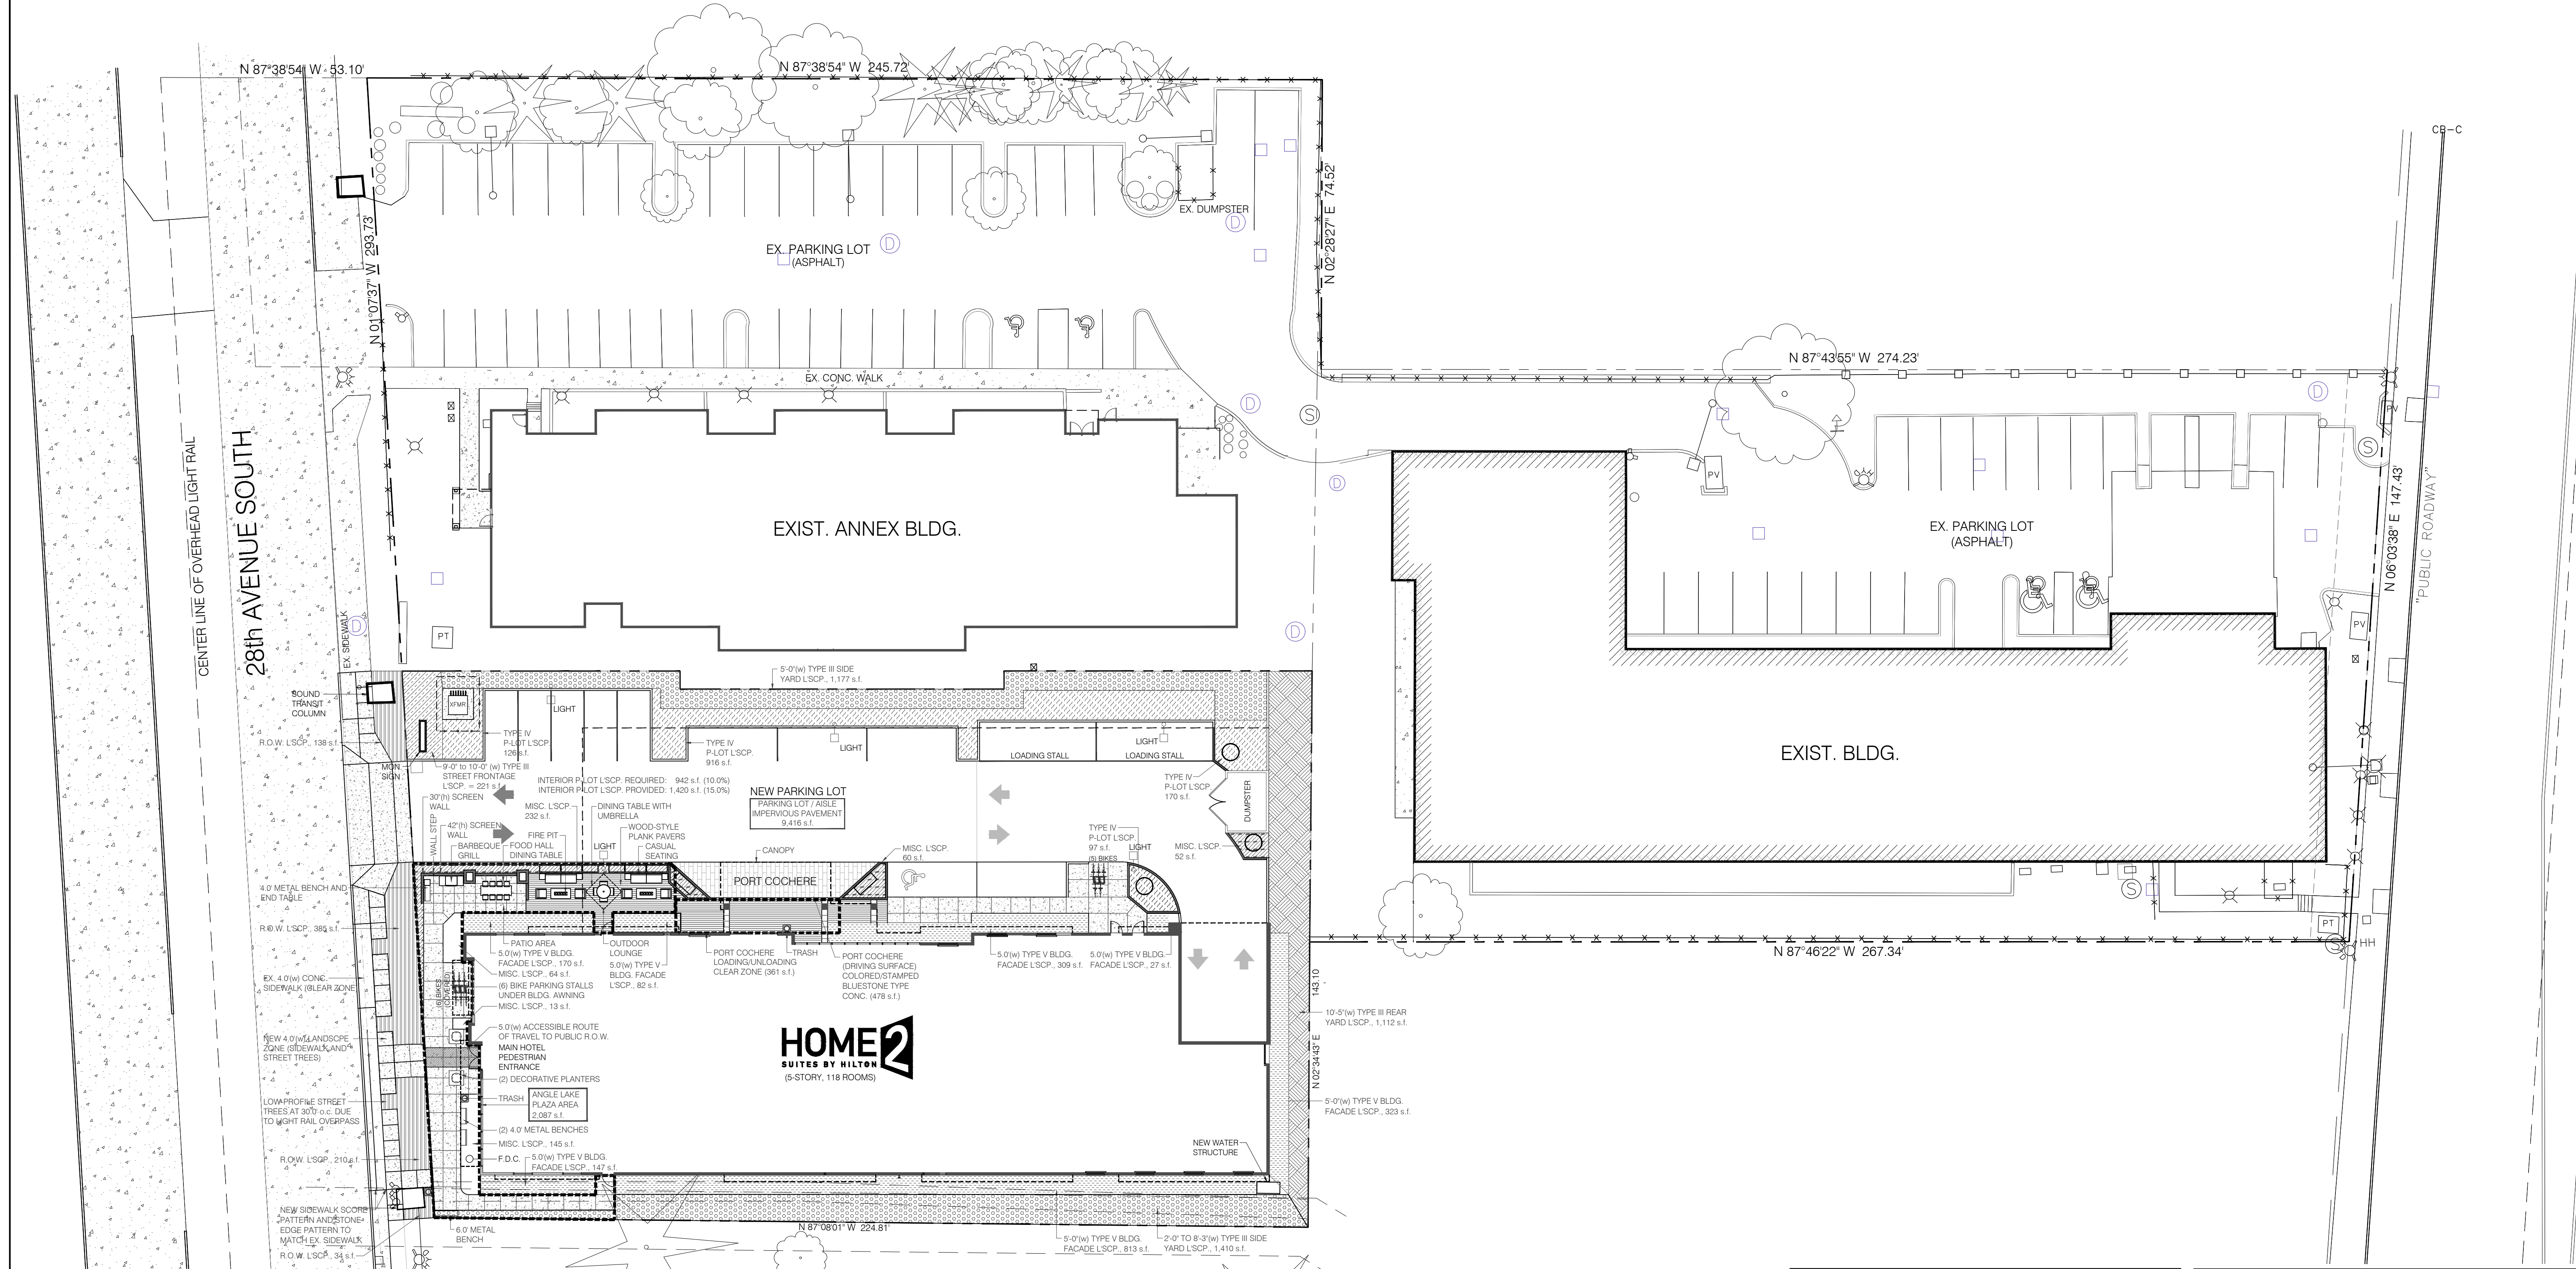 N 87°38'54" W 53.10'
N 87°38'54" W 245.72'
CB-C
N 01°07'37" W 293.73'
N 02°28'27" E 74.52'
EX. DUMPSTER
D
D
EX. PARKING LOT
(ASPHALT)
N 87°43'55" W 274.23'
EX. CONC. WALK
D
S
D
PV
S
D
PV
CENTER LINE OF OVERHEAD LIGHT RAIL
28th AVENUE SOUTH
EXIST. ANNEX BLDG.
EX. PARKING LOT
(ASPHALT)
N 06°03'38" E 147.43'
"PUBLIC ROADWAY"
EX. SIDEWALK
D
PT
D
PV
5'-0"(w) TYPE III SIDE
YARD L'SCP., 1,177 s.f.
SOUND
TRANSIT
COLUMN
XFMR
LIGHT
R.O.W. L'SCP., 138 s.f.
TYPE IV
P-LOT L'SCP.
126 s.f.
TYPE IV
P-LOT L'SCP.
916 s.f.
LIGHT
LIGHT
LOADING STALL
LOADING STALL
EXIST. BLDG.
MON.
SIGN
9'-0" to 10'-0" (w) TYPE III
STREET FRONTAGE
L'SCP. = 221 s.f.
INTERIOR P-LOT L'SCP. REQUIRED: 942 s.f. (10.0%)
INTERIOR P-LOT L'SCP. PROVIDED: 1,420 s.f. (15.0%)
NEW PARKING LOT
PARKING LOT / AISLE
IMPERVIOUS PAVEMENT
9,416 s.f.
TYPE IV
P-LOT L'SCP
170 s.f.
DUMPSTER
30"(h) SCREEN
WALL
WALL STEP
42"(h) SCREEN
WALL
BARBEQUE
GRILL
MISC. L'SCP.
232 s.f.
FIRE PIT
FOOD HALL
DINING TABLE
DINING TABLE WITH
UMBRELLA
WOOD-STYLE
PLANK PAVERS
CASUAL
SEATING
LIGHT
CANOPY
MISC. L'SCP.
60 s.f.
TYPE IV
P-LOT L'SCP.
97 s.f.
LIGHT
(5) BIKES
MISC. L'SCP.
52 s.f.
PORT COCHERE
4.0' METAL BENCH AND
END TABLE
S
R.O.W. L'SCP., 385 s.f.
PT
S
HH
N 87°46'22" W 267.34'
PATIO AREA
5.0'(w) TYPE V BLDG.
FACADE L'SCP., 170 s.f.
MISC. L'SCP., 64 s.f.
(6) BIKE PARKING STALLS
UNDER BLDG. AWNING
MISC. L'SCP., 13 s.f.
OUTDOOR
LOUNGE
5.0'(w) TYPE V
BLDG. FACADE
L'SCP., 82 s.f.
PORT COCHERE
LOADING/UNLOADING
CLEAR ZONE (361 s.f.)
TRASH
PORT COCHERE
(DRIVING SURFACE)
COLORED/STAMPED
BLUESTONE TYPE
CONC. (478 s.f.)
5.0'(w) TYPE V BLDG.
FACADE L'SCP., 309 s.f.
5.0'(w) TYPE V BLDG.
FACADE L'SCP., 27 s.f.
(6) BIKES
(COVERED)
EX. 4.0'(w) CONC.
SIDEWALK (CLEAR ZONE
N 02°34'43" E 143.10
10'-5"(w) TYPE III REAR
YARD L'SCP., 1,112 s.f.
5.0'(w) ACCESSIBLE ROUTE
OF TRAVEL TO PUBLIC R.O.W.
MAIN HOTEL
PEDESTRIAN
ENTRANCE
NEW 4.0'(w) LANDSCPE
ZONE (SIDEWALK AND
STREET TREES)
HOME2
SUITES BY HILTON
(5-STORY, 118 ROOMS)
(2) DECORATIVE PLANTERS
TRASH
ANGLE LAKE
PLAZA AREA
2,087 s.f.
LOW-PROFILE STREET
TREES AT 30'0" o.c. DUE
TO LIGHT RAIL OVERPASS
5'-0"(w) TYPE V BLDG.
FACADE L'SCP., 323 s.f.
(2) 4.0' METAL BENCHES
MISC. L'SCP., 145 s.f.
R.O.W. L'SCP., 210 s.f.
F.D.C.
5.0'(w) TYPE V BLDG.
FACADE L'SCP., 147 s.f.
NEW WATER
STRUCTURE
NEW SIDEWALK SCORE
PATTERN AND STONE
EDGE PATTERN TO
MATCH EX. SIDEWALK
R.O.W. L'SCP., 34 s.f.
6.0' METAL
BENCH
N 87°08'01" W 224.81'
5'-0"(w) TYPE V BLDG.
FACADE L'SCP., 813 s.f.
2'-0" TO 8'-3"(w) TYPE III SIDE
YARD L'SCP., 1,410 s.f.